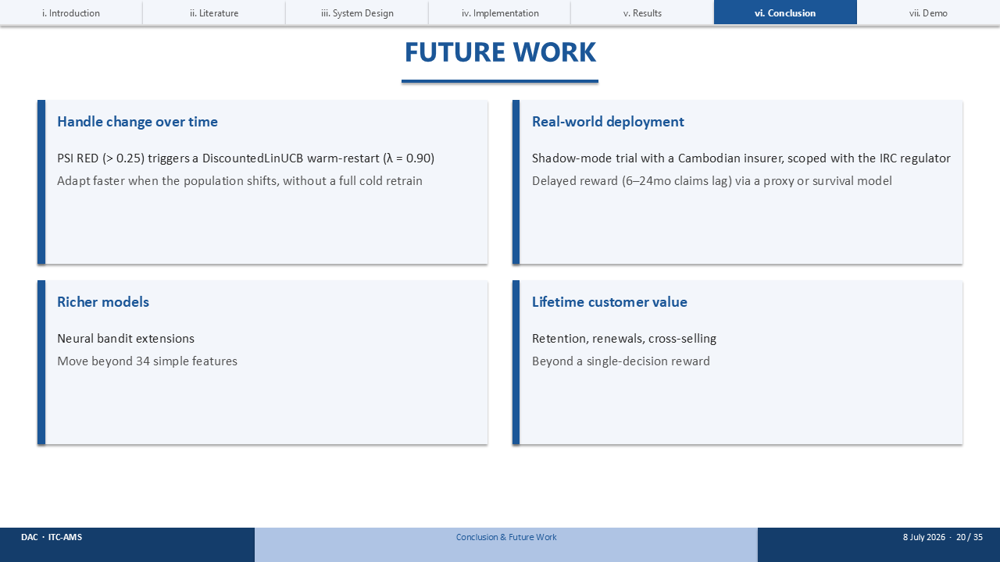 i. Introduction
ii. Literature
iii. System Design
iv. Implementation
v. Results
vi. Conclusion
vii. Demo
FUTURE WORK
Handle change over time
PSI RED (> 0.25) triggers a DiscountedLinUCB warm-restart (λ = 0.90)
Adapt faster when the population shifts, without a full cold retrain
Real-world deployment
Shadow-mode trial with a Cambodian insurer, scoped with the IRC regulator
Delayed reward (6–24mo claims lag) via a proxy or survival model
Richer models
Neural bandit extensions
Move beyond 34 simple features
Lifetime customer value
Retention, renewals, cross-selling
Beyond a single-decision reward
DAC · ITC-AMS
Conclusion & Future Work
8 July 2026 · 20 / 35